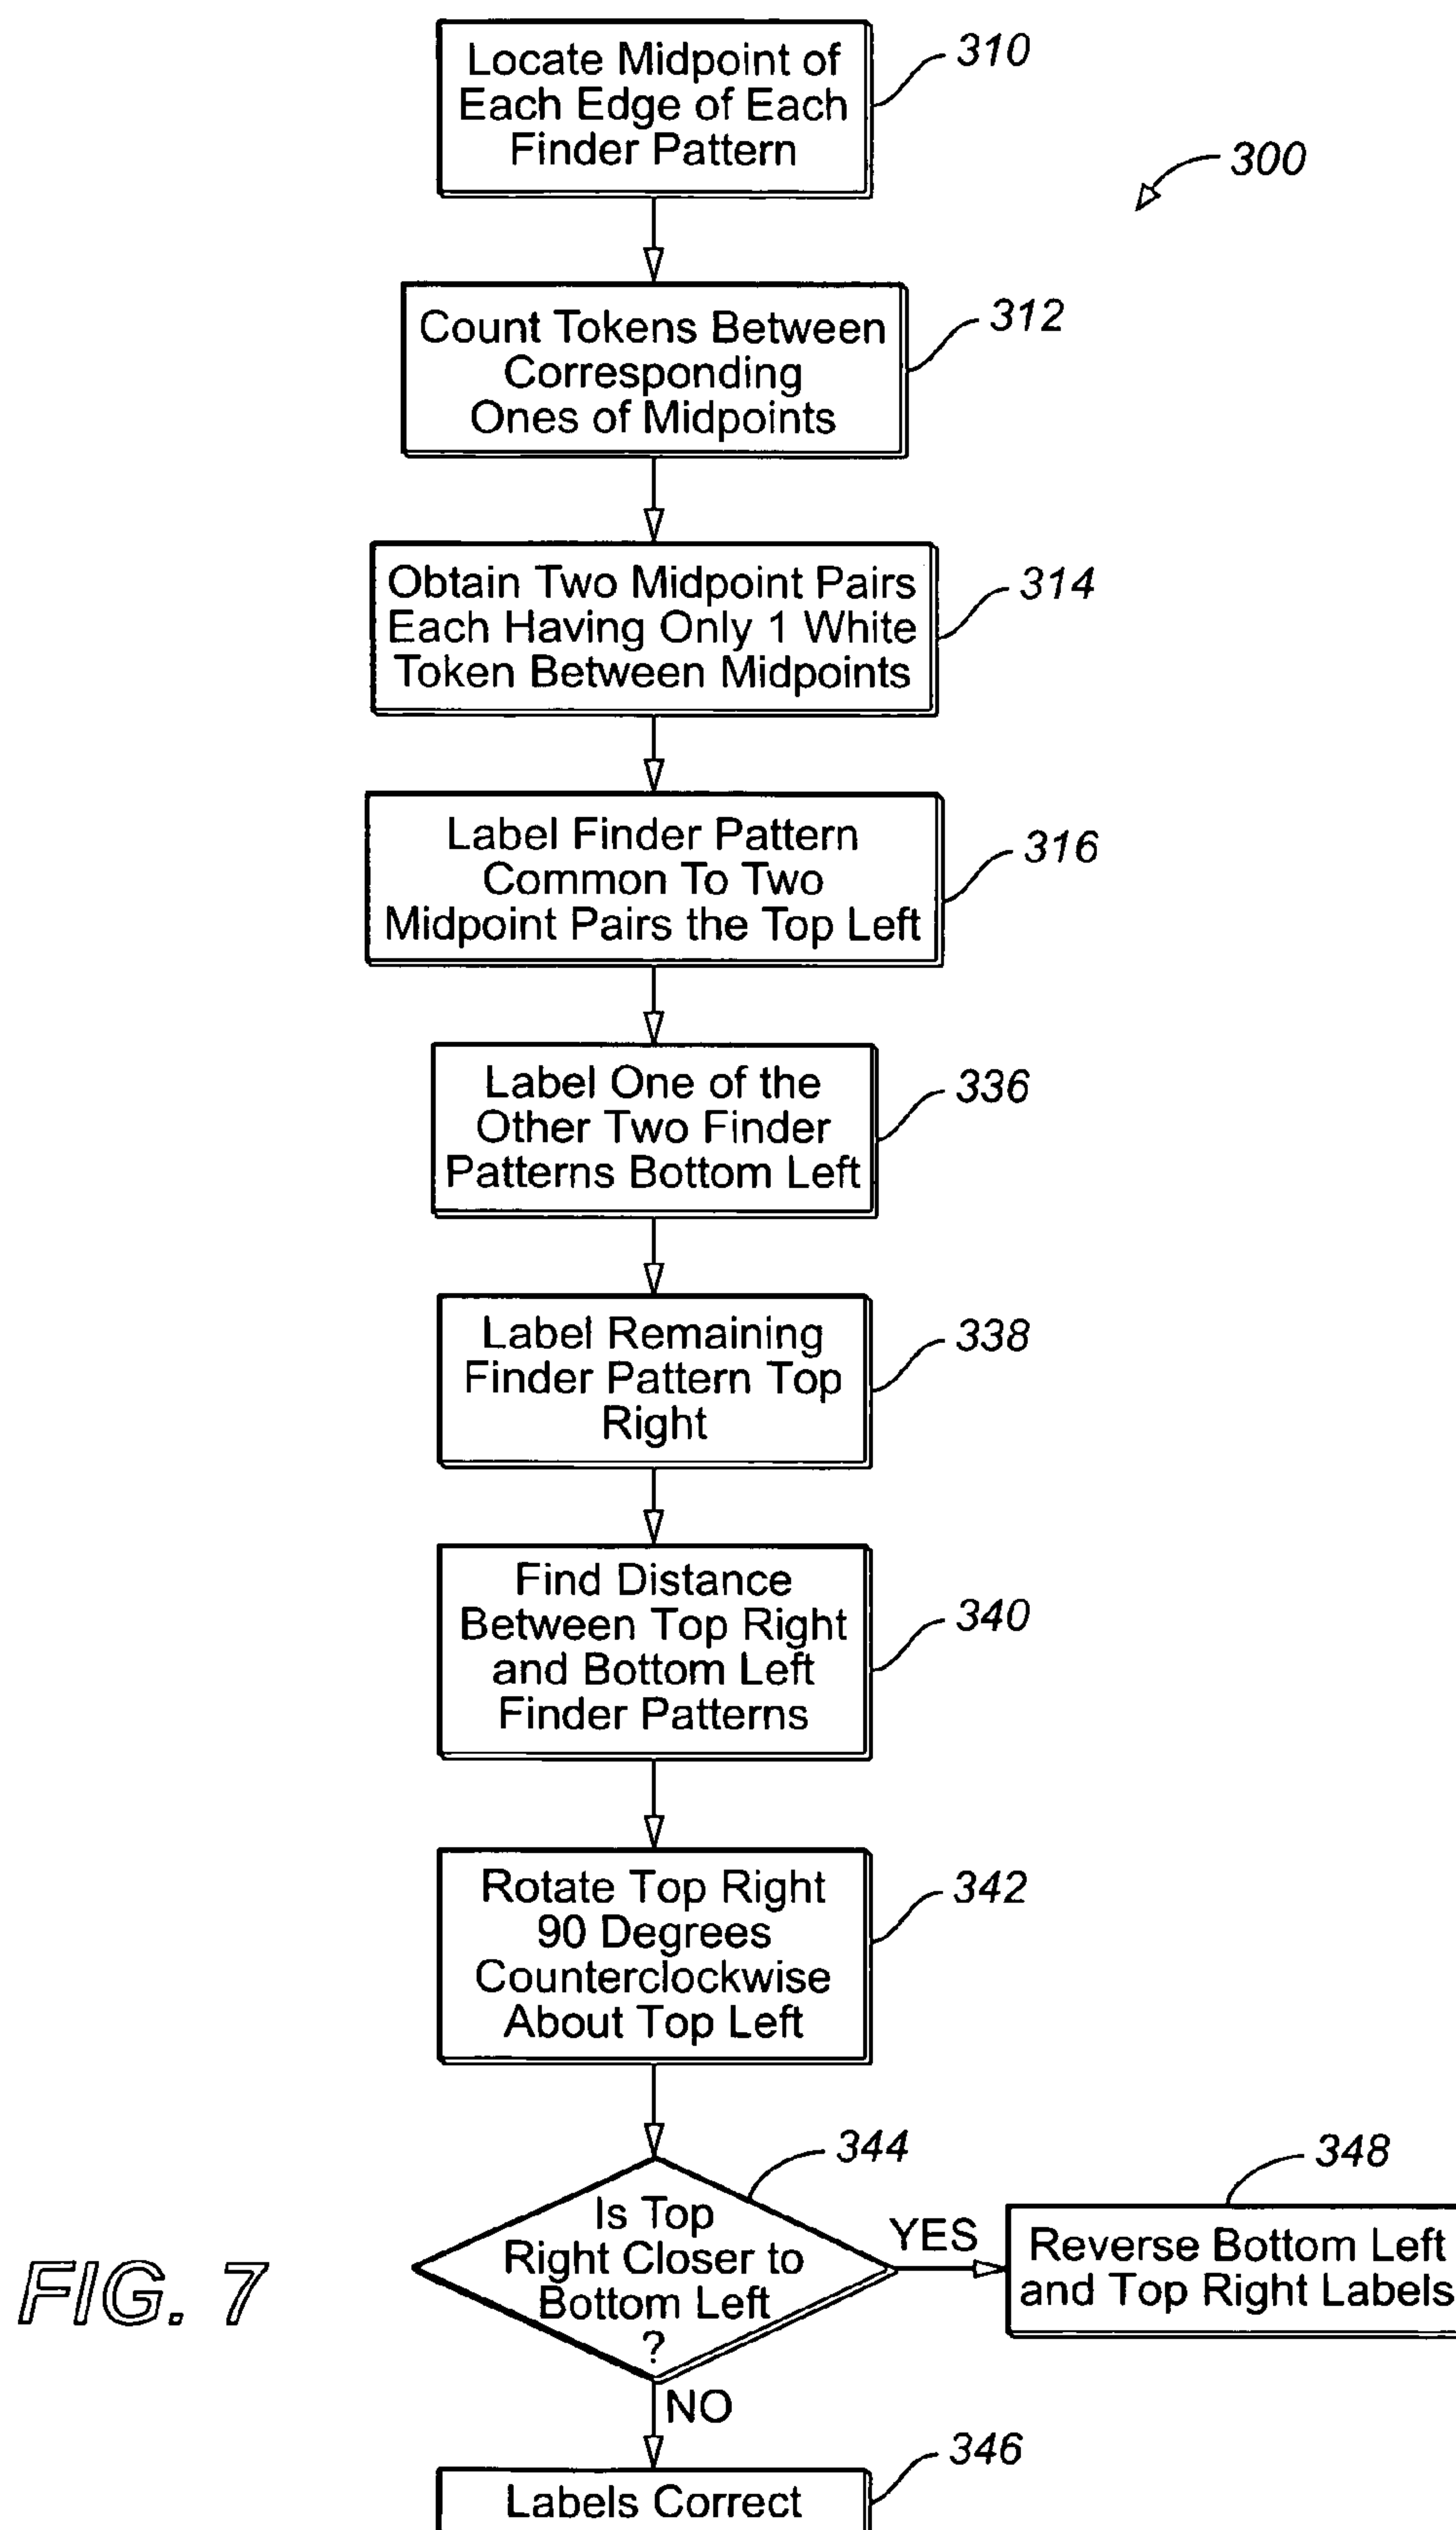 Locate Midpoint of
Each Edge of Each
Finder Pattern
310
300
Count Tokens Between
Corresponding
Ones of Midpoints
312
Obtain Two Midpoint Pairs
Each Having Only 1 White
Token Between Midpoints
314
Label Finder Pattern
Common To Two
Midpoint Pairs the Top Left
316
Label One of the
Other Two Finder
Patterns Bottom Left
336
Label Remaining
Finder Pattern Top
Right
338
Find Distance
Between Top Right
and Bottom Left
Finder Patterns
340
Rotate Top Right
90 Degrees
Counterclockwise
About Top Left
342
Is Top
Right Closer to
Bottom Left
?
344
YES
Reverse Bottom Left
and Top Right Labels
348
NO
Labels Correct
346
FIG. 7